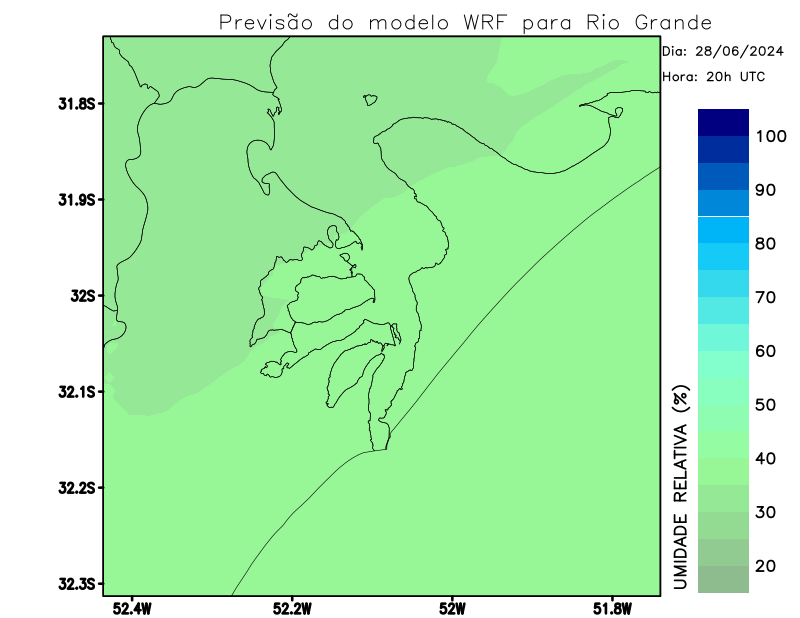 Previsão do modelo WRF para Rio Grande
Dia: 28/06/2024
Hora: 20h UTC
31.8S
31.9S
32S
32.1S
32.2S
32.3S
52.4W 52.2W 52W 51.8W
100
90
80
70
60
50
40
30
20
UMIDADE RELATIVA (%)